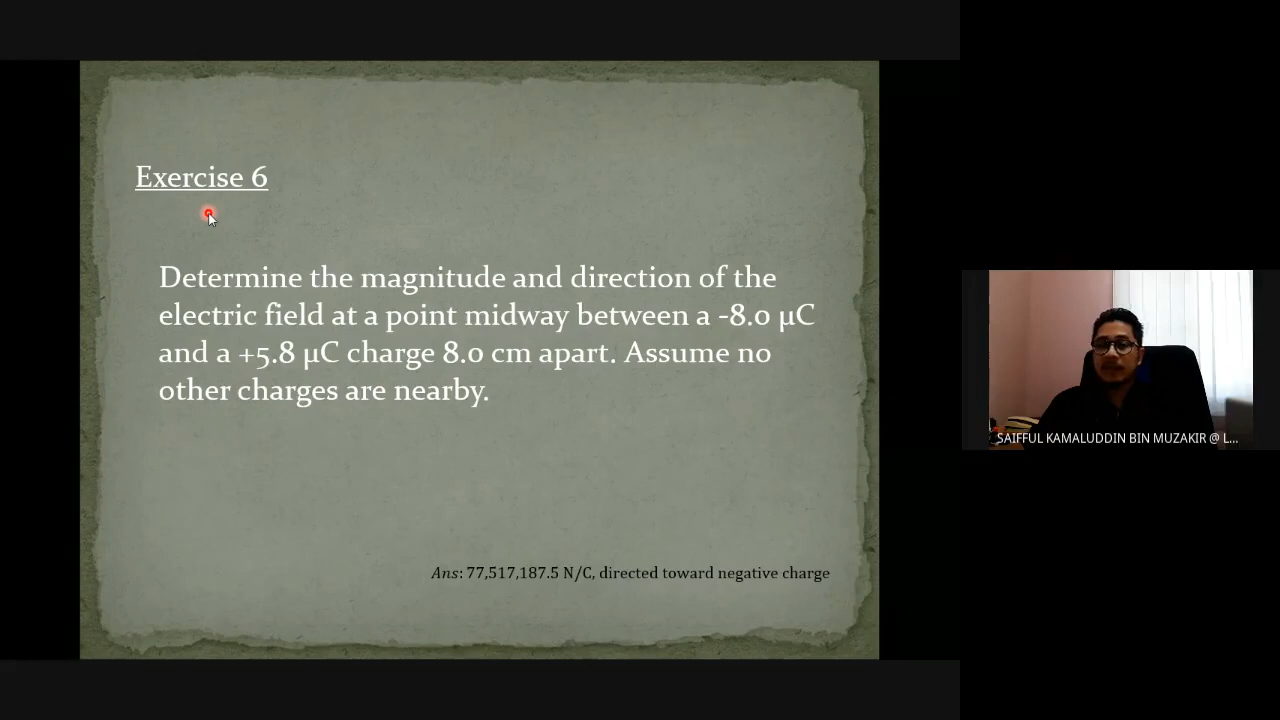 Exercise 6
Determine the magnitude and direction of the
electric field at a point midway between a -8.0 μC
and a +5.8 μC charge 8.0 cm apart. Assume no
other charges are nearby.
Ans: 77,517,187.5 N/C, directed toward negative charge
SAIFFUL KAMALUDDIN BIN MUZAKIR @ L...